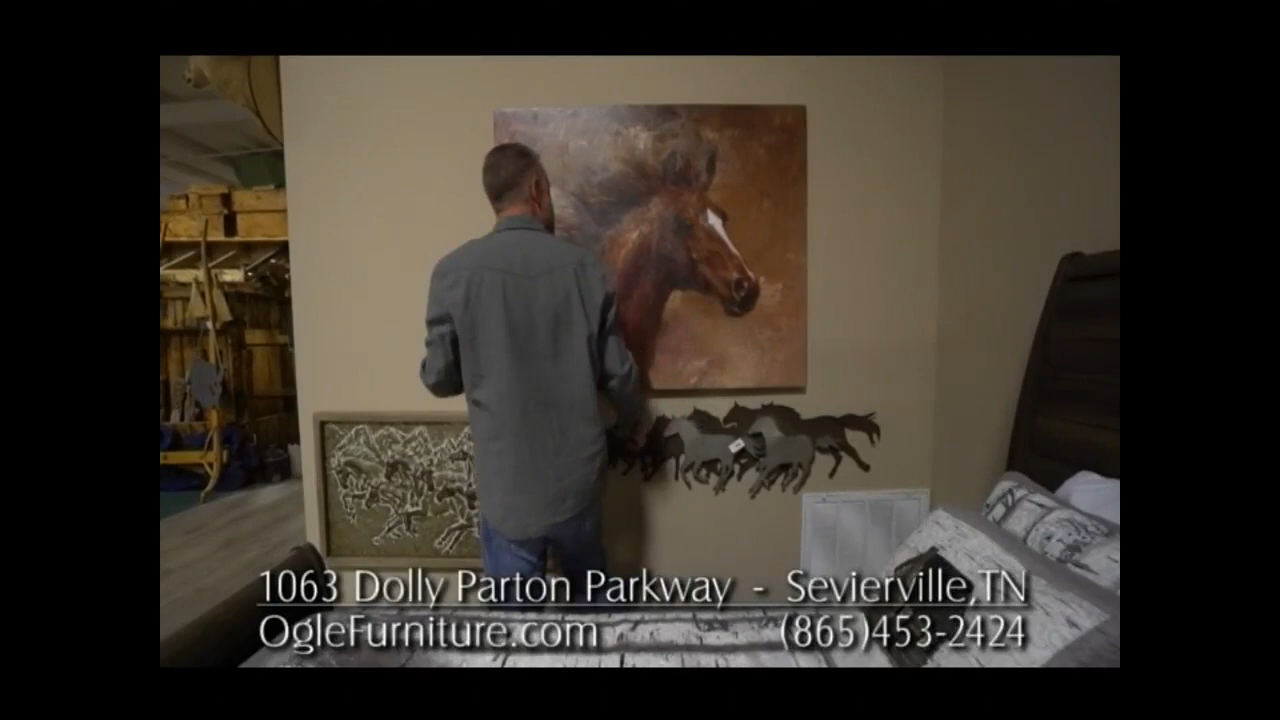 1063 Dolly Parton Parkway - Sevierville, TN
OgleFurniture.com (865)453-2424